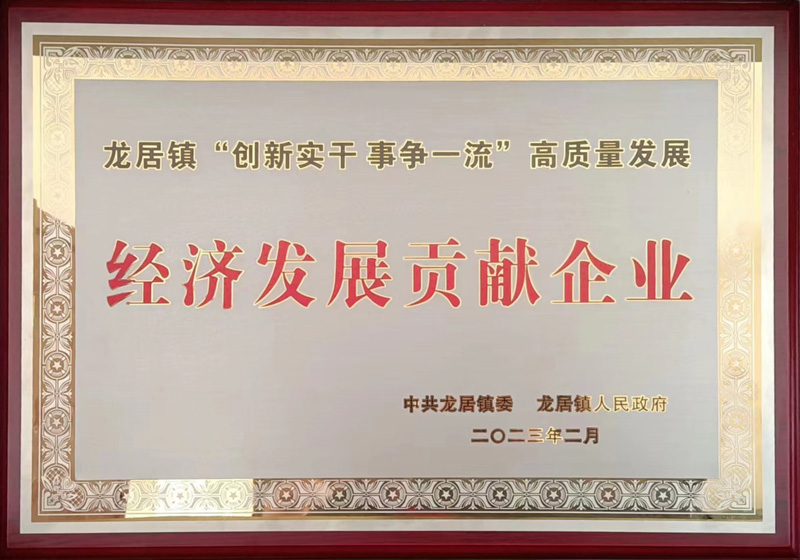 龙居镇“创新实干 事争一流”高质量发展
经济发展贡献企业
中共龙居镇委 龙居镇人民政府
二〇二三年二月